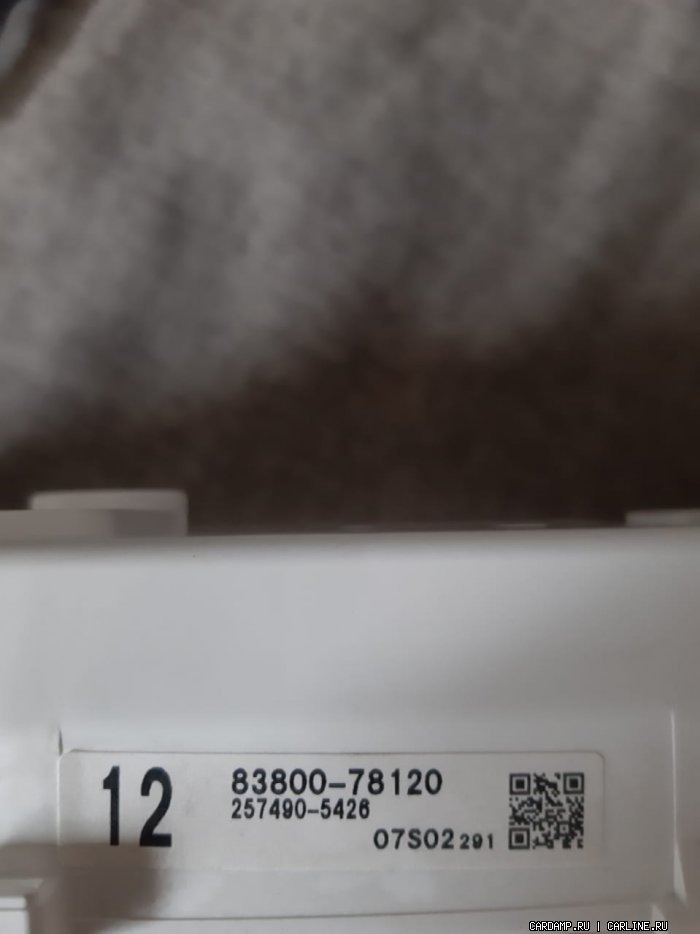 12
83800-78120
257490-5426
07S02 291
CARDAMP.RU | CARLINE.RU